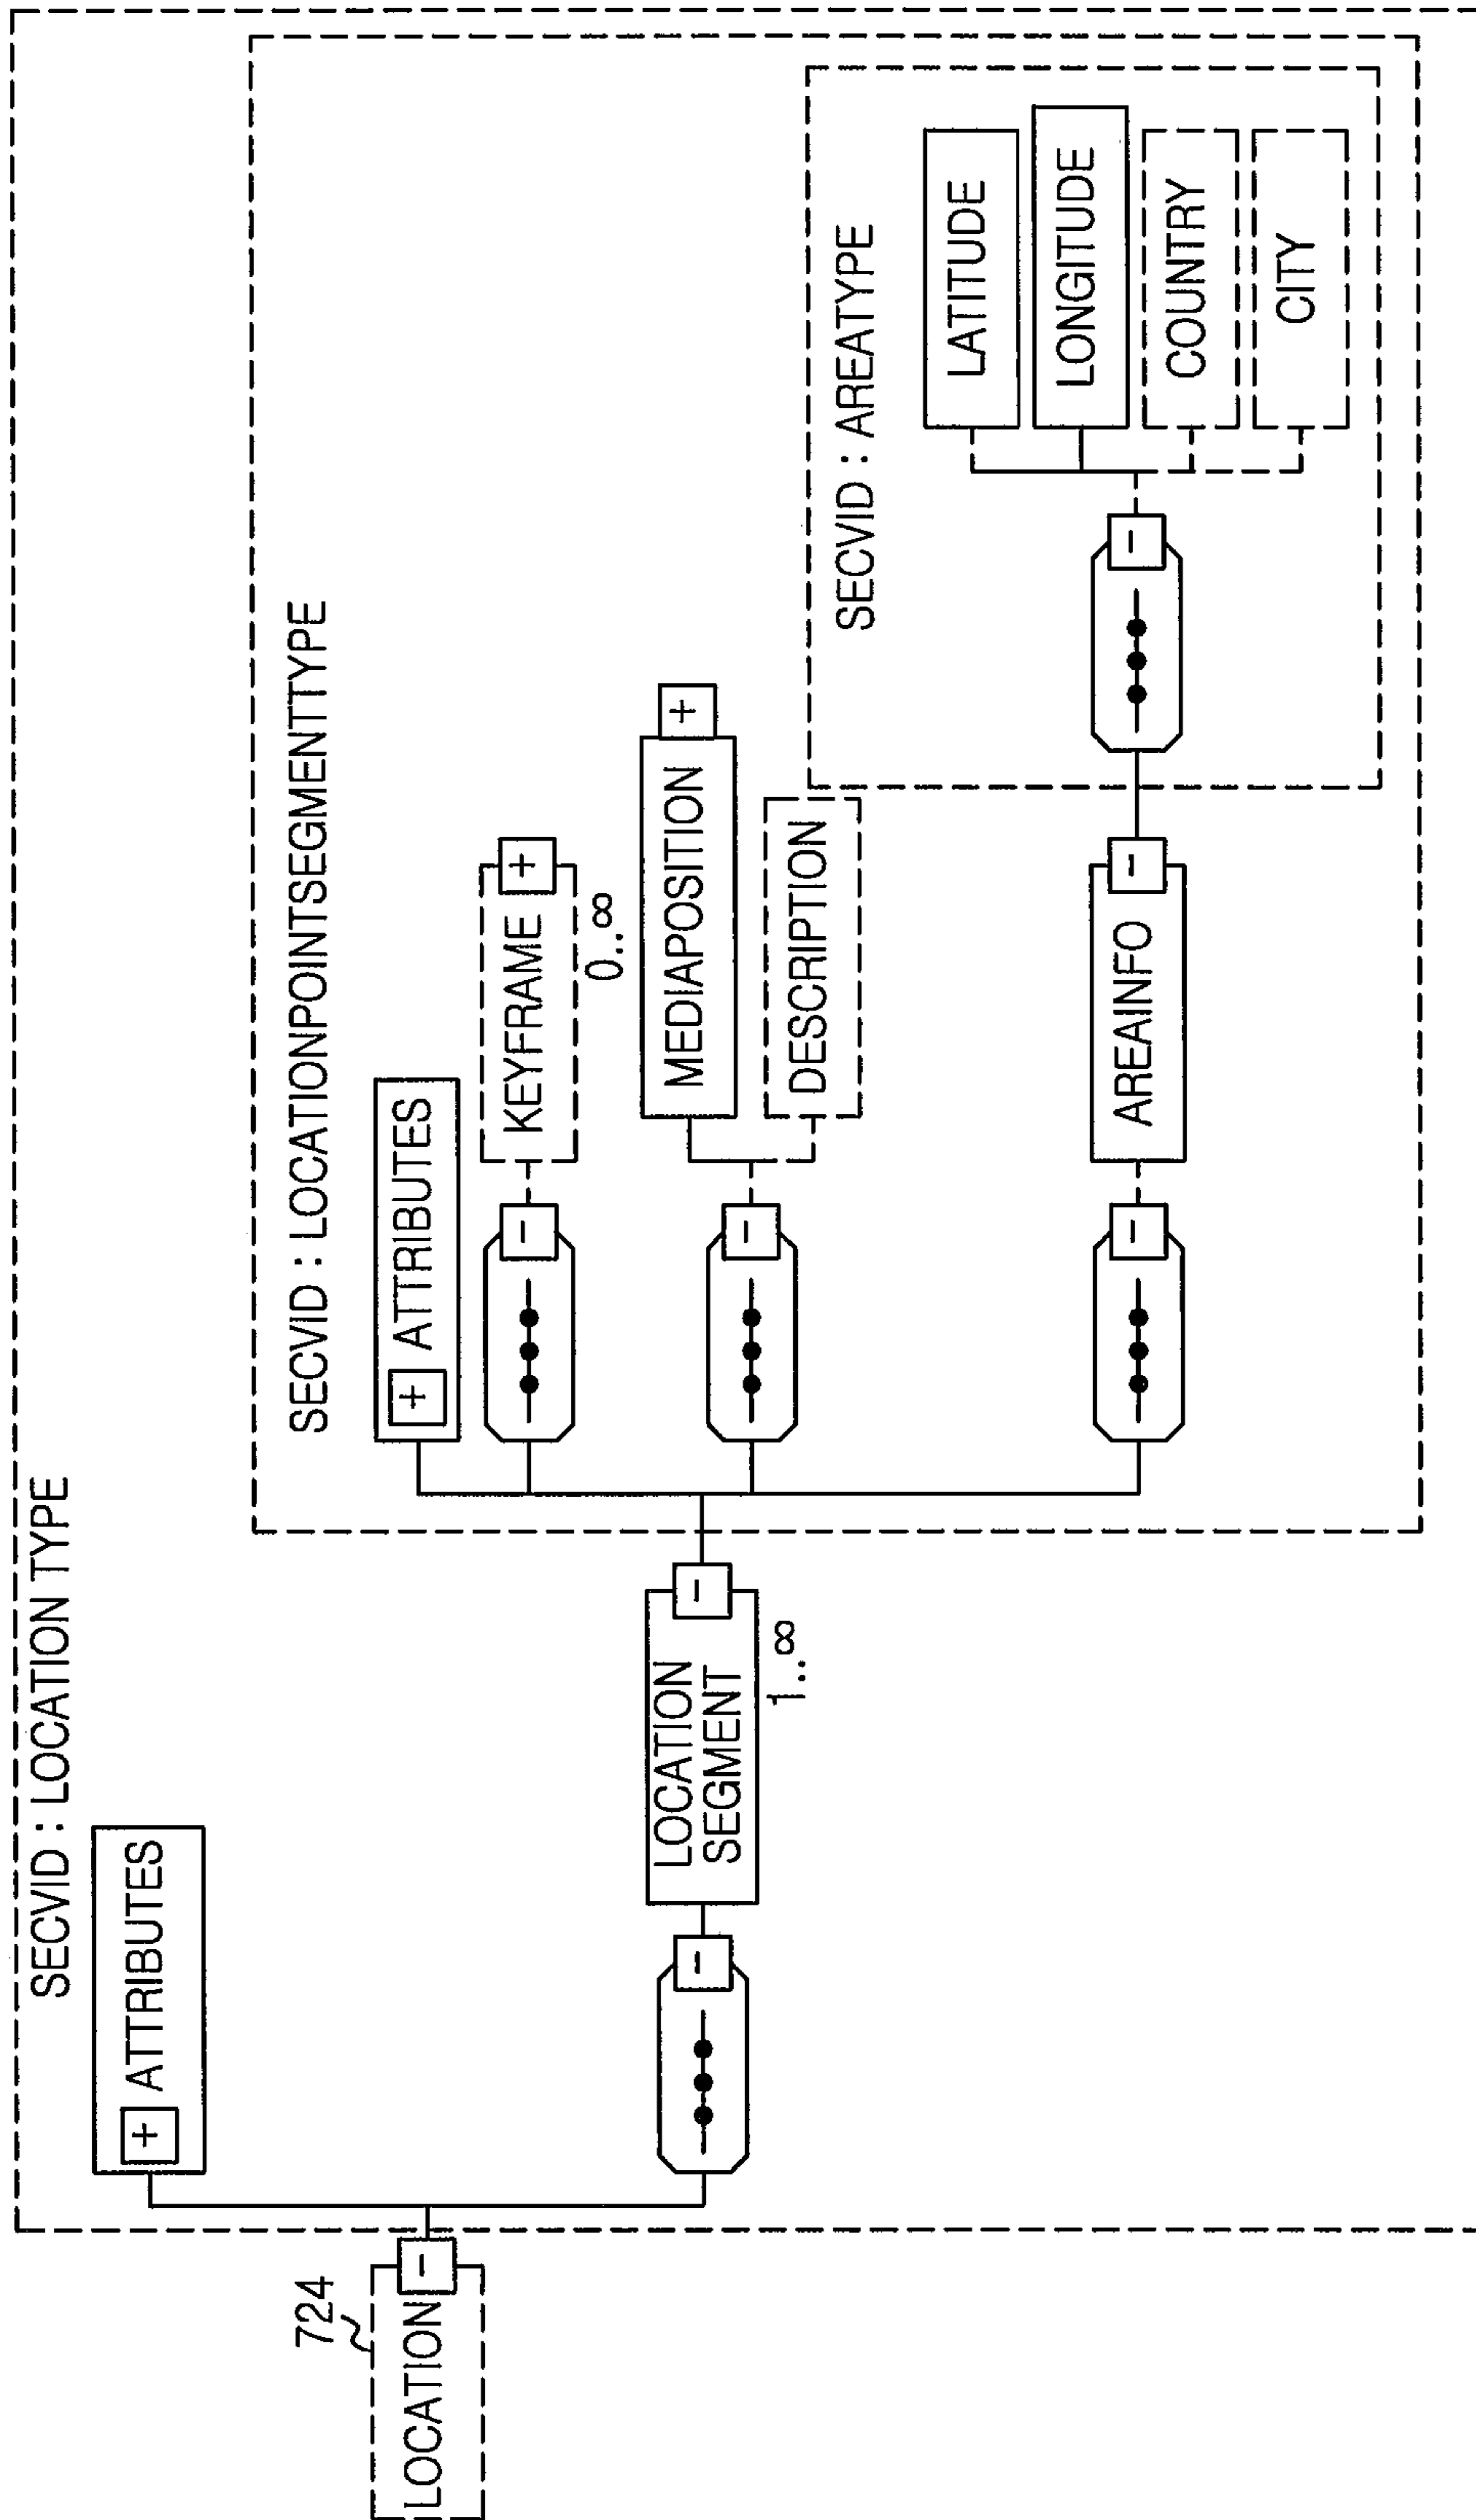 SECVID : LOCATION TYPE
724
LOCATION
-
+ ATTRIBUTES
-
LOCATION
SEGMENT
-
1..∞
SECVID : LOCATIONPOINTSEGMENTTYPE
+ ATTRIBUTES
-
KEYFRAME +
0..∞
-
MEDIAPOSITION +
DESCRIPTION
-
AREAINFO -
SECVID : AREATYPE
-
LATITUDE
LONGITUDE
COUNTRY
CITY